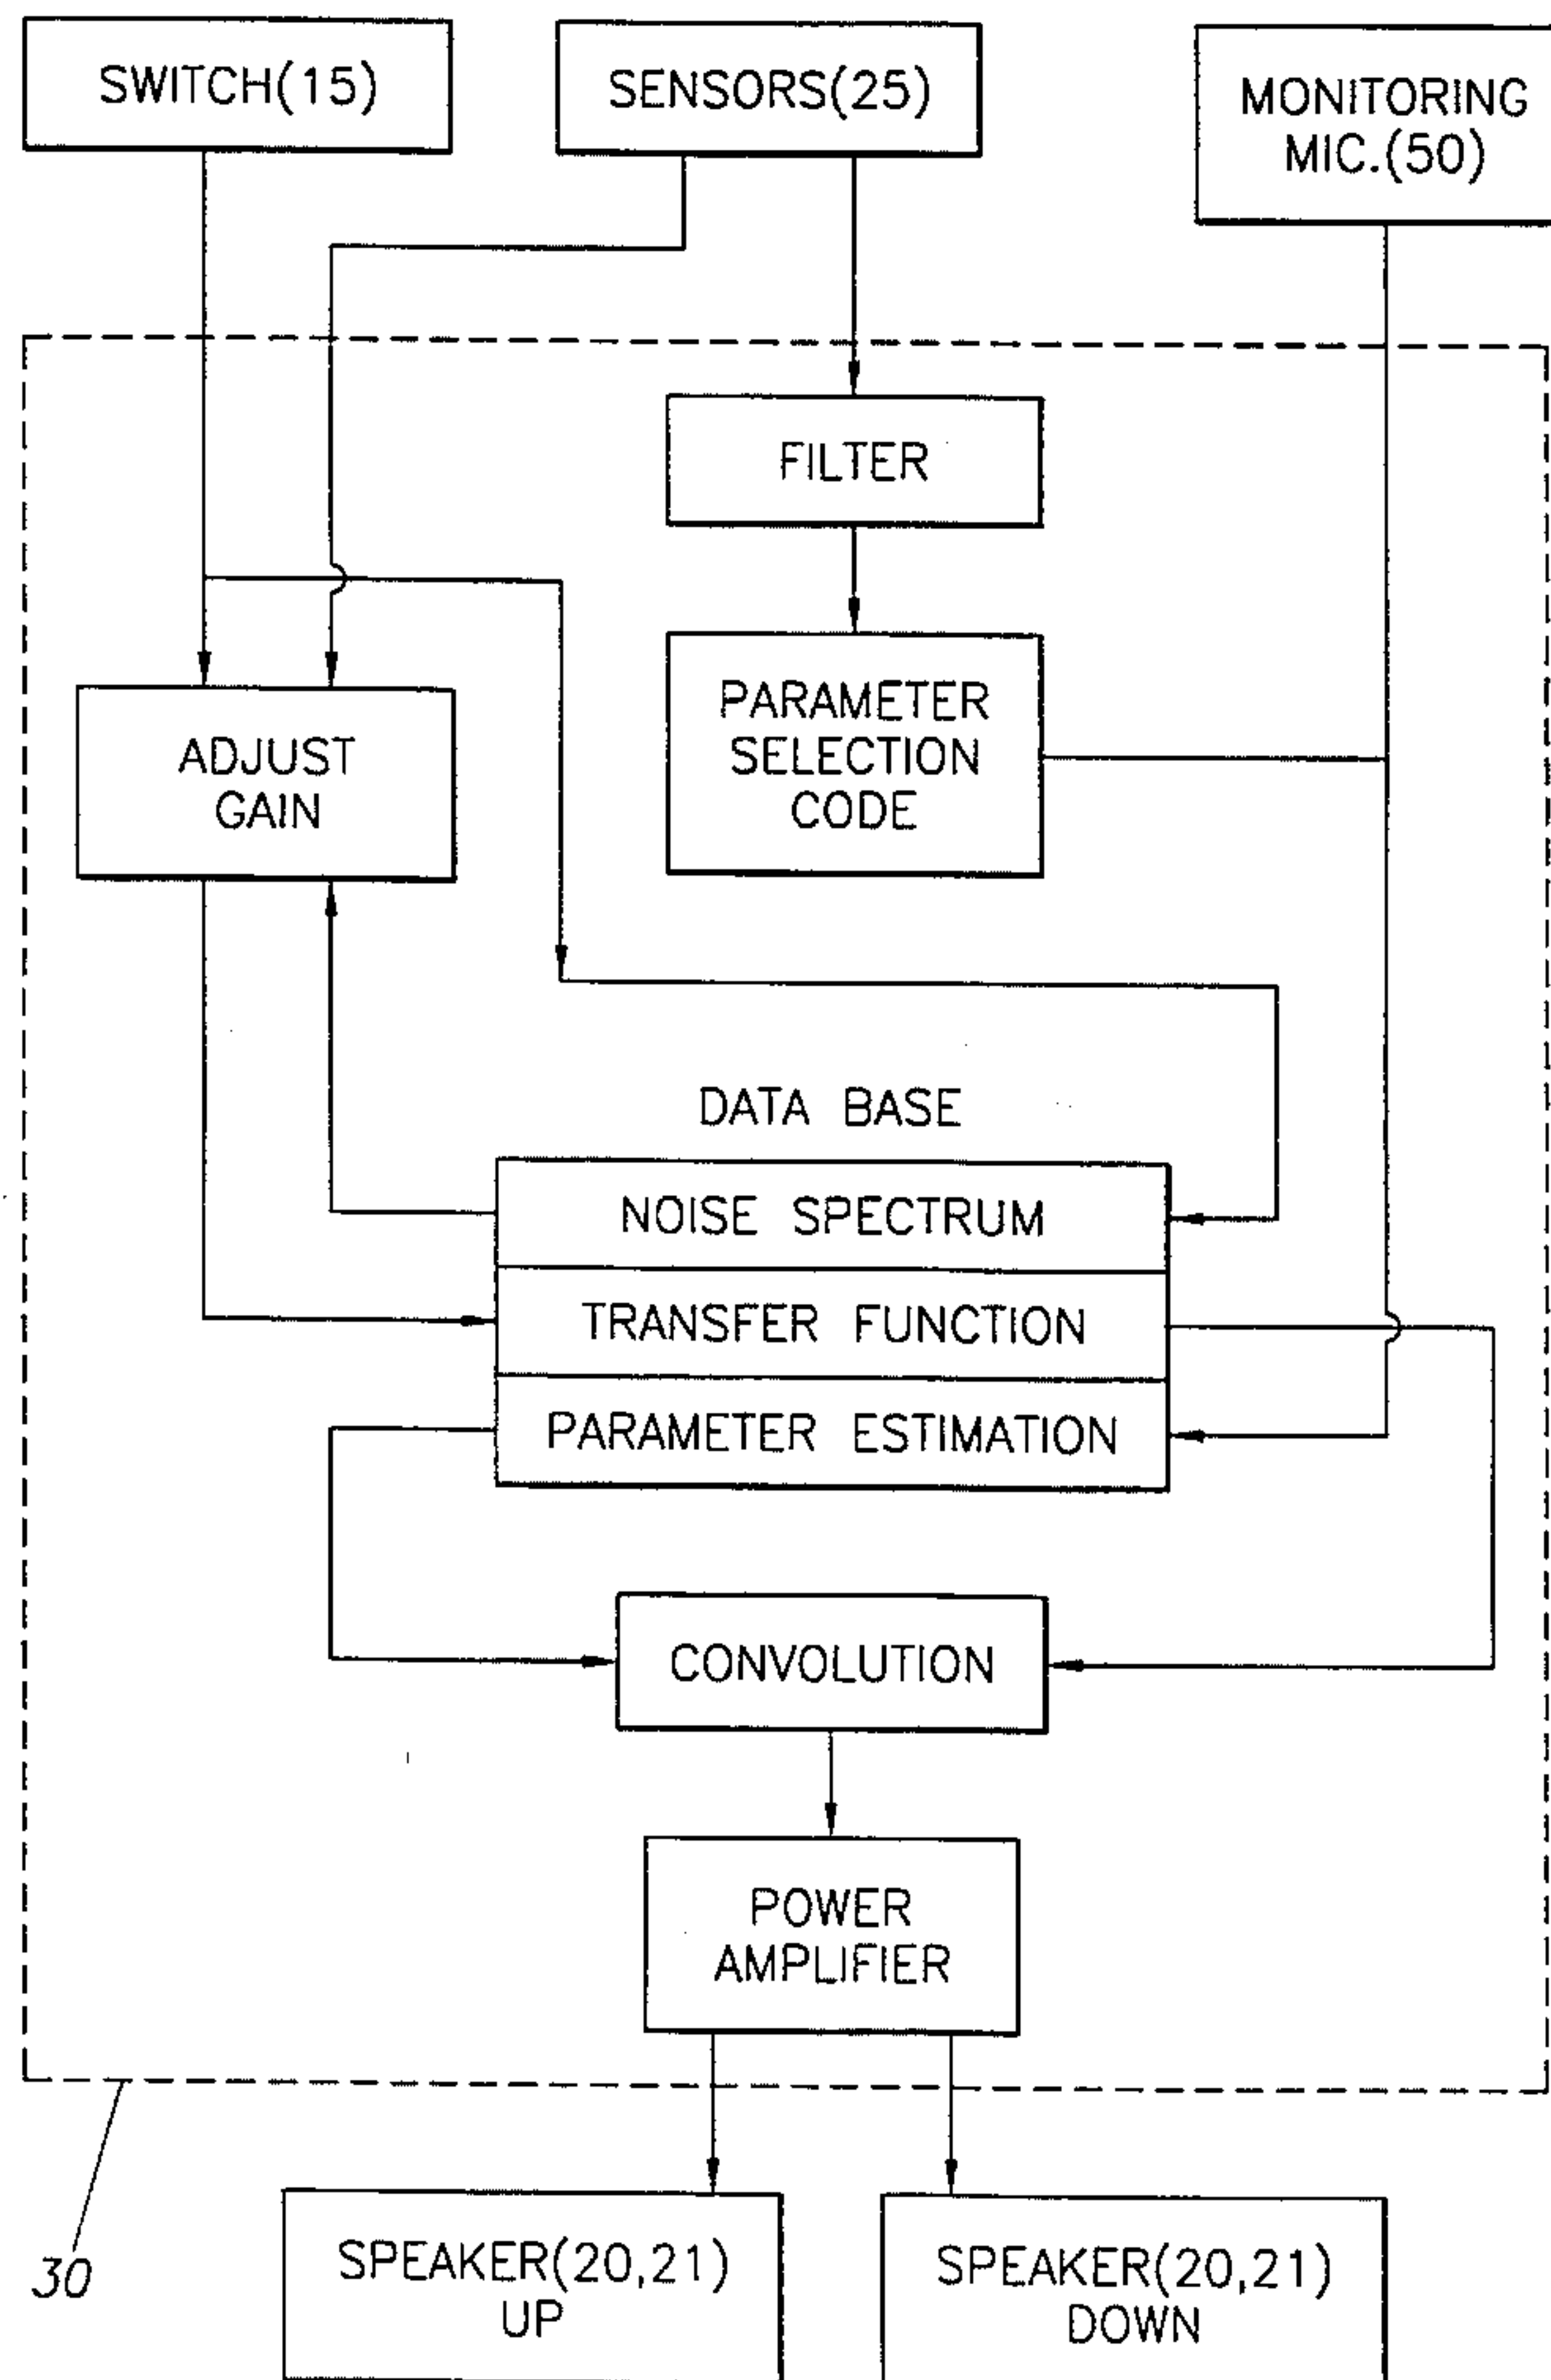 SWITCH(15)
SENSORS(25)
MONITORING
MIC.(50)
FILTER
PARAMETER
SELECTION
CODE
ADJUST
GAIN
DATA BASE
NOISE SPECTRUM
TRANSFER FUNCTION
PARAMETER ESTIMATION
CONVOLUTION
POWER
AMPLIFIER
30
SPEAKER(20,21)
UP
SPEAKER(20,21)
DOWN